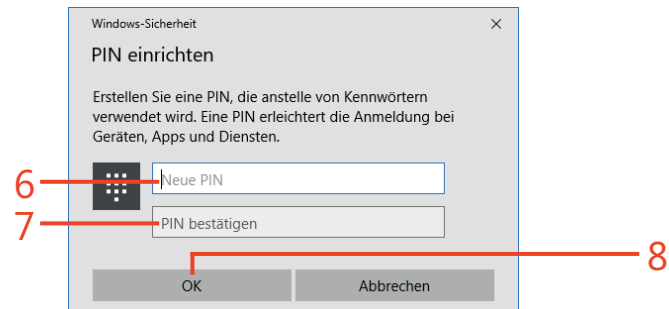 Windows-Sicherheit
PIN einrichten
Erstellen Sie eine PIN, die anstelle von Kennwörtern
verwendet wird. Eine PIN erleichtert die Anmeldung bei
Geräten, Apps und Diensten.
6 Neue PIN
7 PIN bestätigen
8
OK Abbrechen